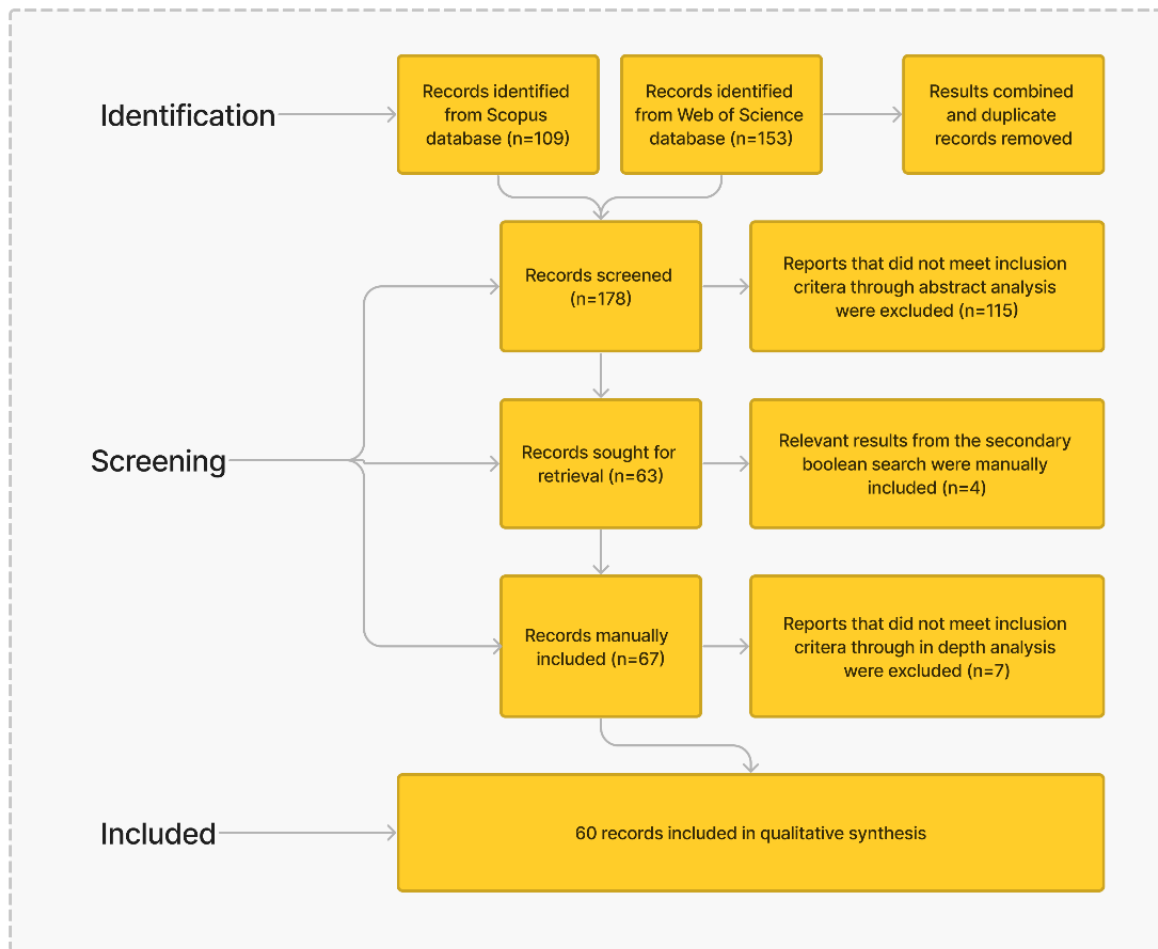 Identification
Records identified
from Scopus
database (n=109)
Records identified
from Web of Science
database (n=153)
Results combined
and duplicate
records removed
Screening
Records screened
(n=178)
Reports that did not meet inclusion
critera through abstract analysis
were excluded (n=115)
Records sought for
retrieval (n=63)
Relevant results from the secondary
boolean search were manually
included (n=4)
Records manually
included (n=67)
Reports that did not meet inclusion
critera through in depth analysis
were excluded (n=7)
Included
60 records included in qualitative synthesis